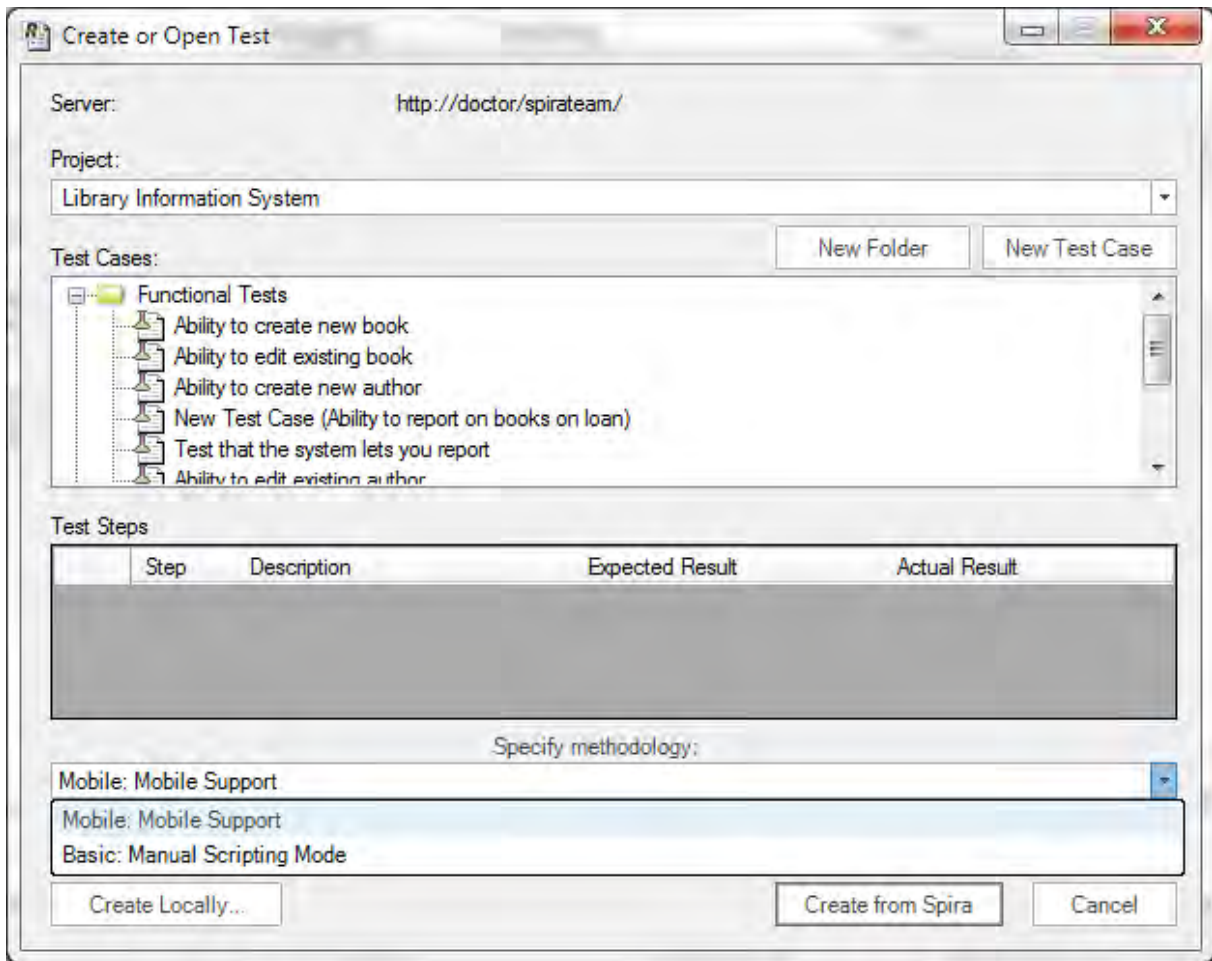 Create or Open Test
Server: http://doctor/spirateam/
Project:
Library Information System
New Folder New Test Case
Test Cases:
Functional Tests
Ability to create new book
Ability to edit existing book
Ability to create new author
New Test Case (Ability to report on books on loan)
Test that the system lets you report
Ability to edit existing author
Test Steps
Step Description Expected Result Actual Result
Specify methodology:
Mobile: Mobile Support
Mobile: Mobile Support
Basic: Manual Scripting Mode
Create Locally... Create from Spira Cancel